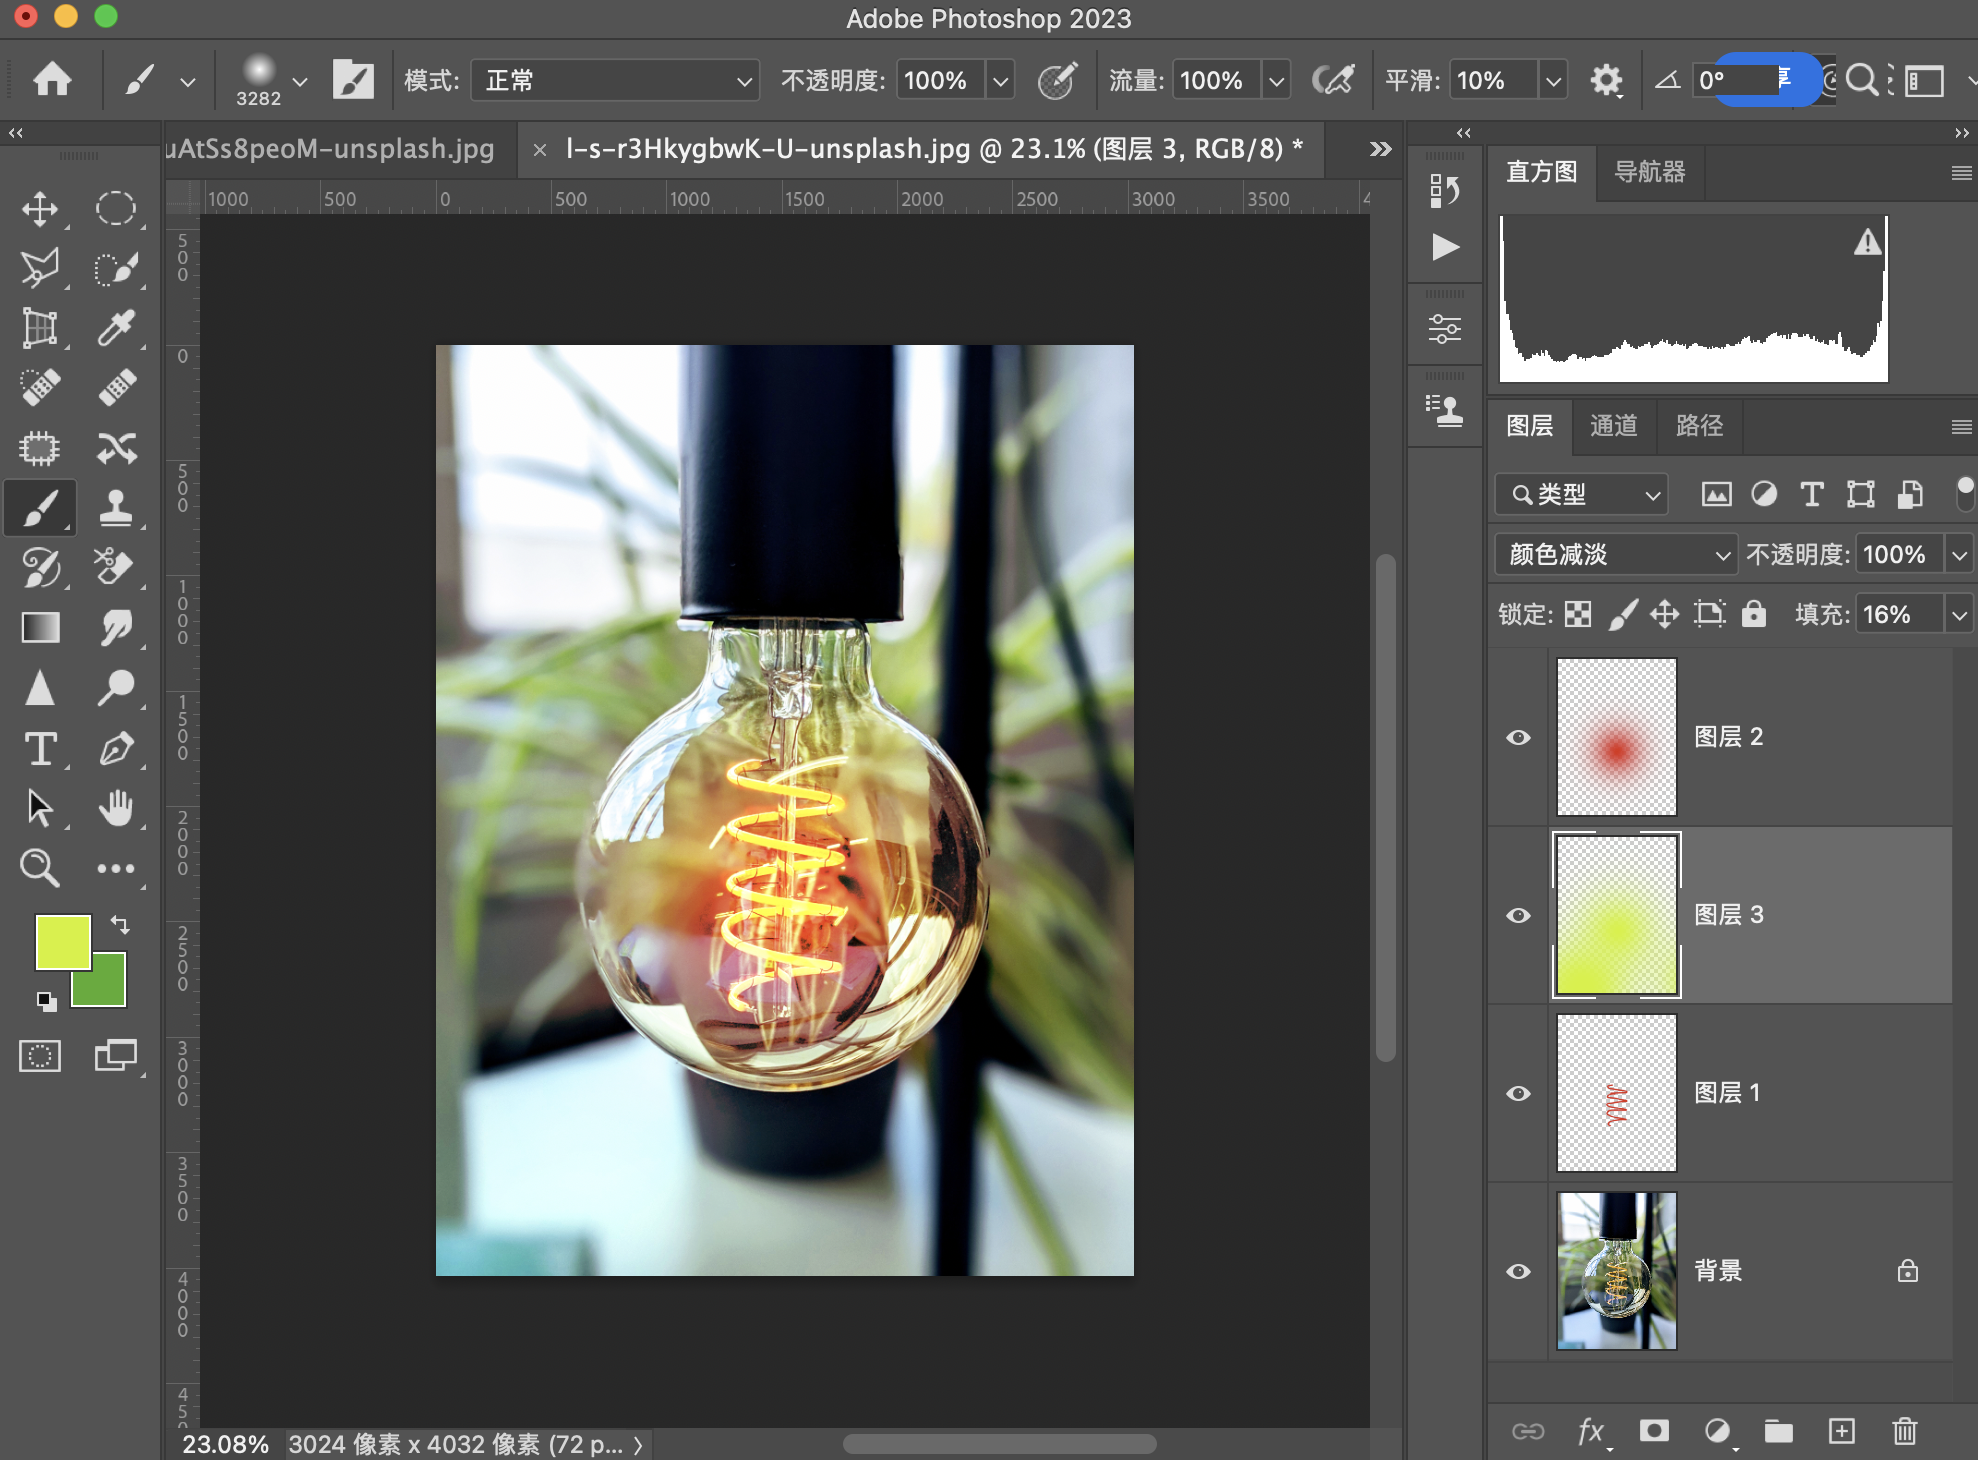 Adobe Photoshop 2023
3282
模式: 正常
不透明度: 100%
流量: 100%
平滑: 10%
0°
享
uAtSs8peoM-unsplash.jpg
× l-s-r3HkygbwK-U-unsplash.jpg @ 23.1% (图层 3, RGB/8) *
1000 500 0 500 1000 1500 2000 2500 3000 3500 4
500
0
500
1000
1500
2000
2500
3000
3500
4000
450
直方图 导航器
图层 通道 路径
类型
颜色减淡 不透明度: 100%
锁定: 填充: 16%
图层 2
图层 3
图层 1
背景
fx
23.08% 3024 像素 x 4032 像素 (72 p...